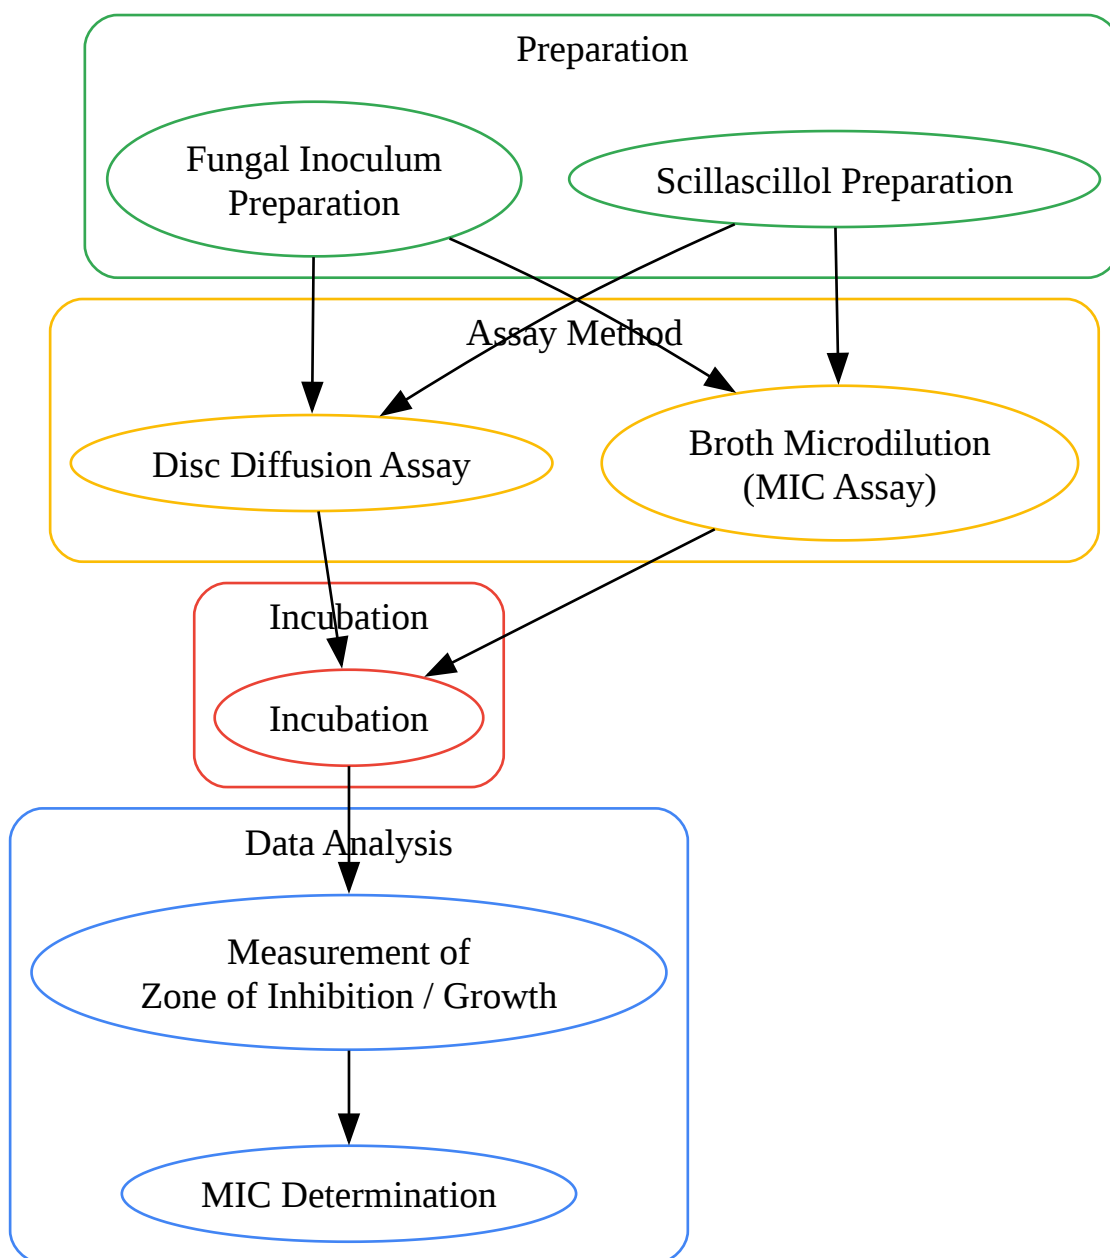 Preparation
Fungal Inoculum
Preparation
Scillascillol Preparation
Assay Method
Disc Diffusion Assay
Broth Microdilution
(MIC Assay)
Incubation
Incubation
Data Analysis
Measurement of
Zone of Inhibition / Growth
MIC Determination